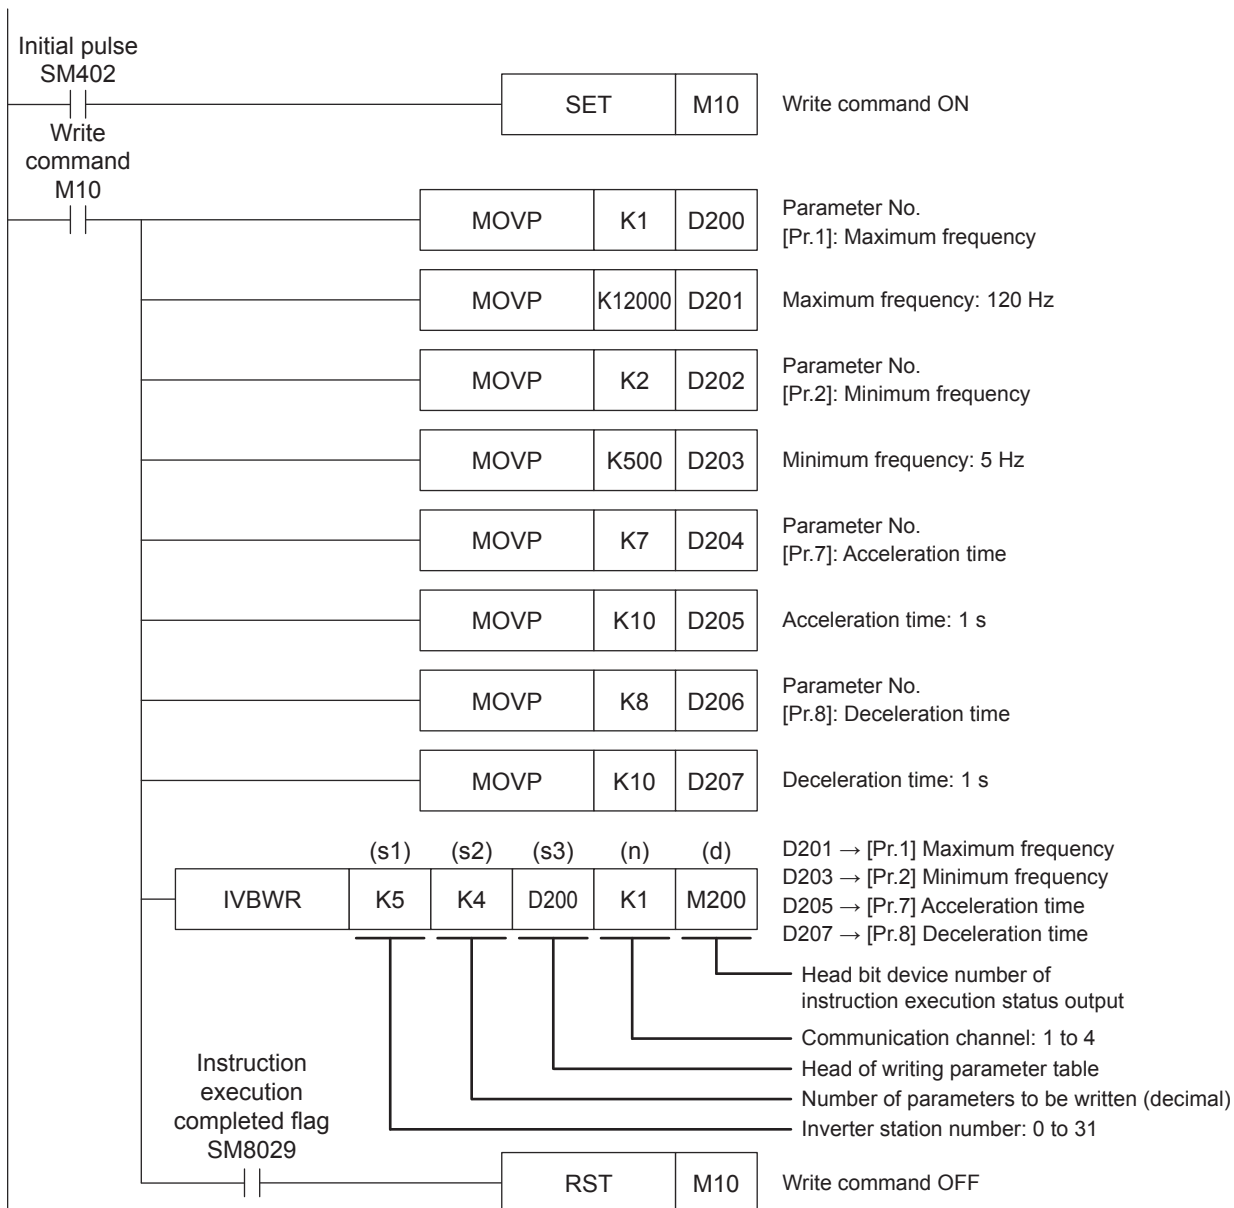 Initial pulse
SM402
SET M10 Write command ON
Write
command
M10
MOVP K1 D200 Parameter No.
[Pr.1]: Maximum frequency
MOVP K12000 D201 Maximum frequency: 120 Hz
MOVP K2 D202 Parameter No.
[Pr.2]: Minimum frequency
MOVP K500 D203 Minimum frequency: 5 Hz
MOVP K7 D204 Parameter No.
[Pr.7]: Acceleration time
MOVP K10 D205 Acceleration time: 1 s
MOVP K8 D206 Parameter No.
[Pr.8]: Deceleration time
MOVP K10 D207 Deceleration time: 1 s
(s1) (s2) (s3) (n) (d)
IVBWR K5 K4 D200 K1 M200
D201 → [Pr.1] Maximum frequency
D203 → [Pr.2] Minimum frequency
D205 → [Pr.7] Acceleration time
D207 → [Pr.8] Deceleration time
Head bit device number of
instruction execution status output
Communication channel: 1 to 4
Head of writing parameter table
Number of parameters to be written (decimal)
Inverter station number: 0 to 31
Instruction
execution
completed flag
SM8029
RST M10 Write command OFF